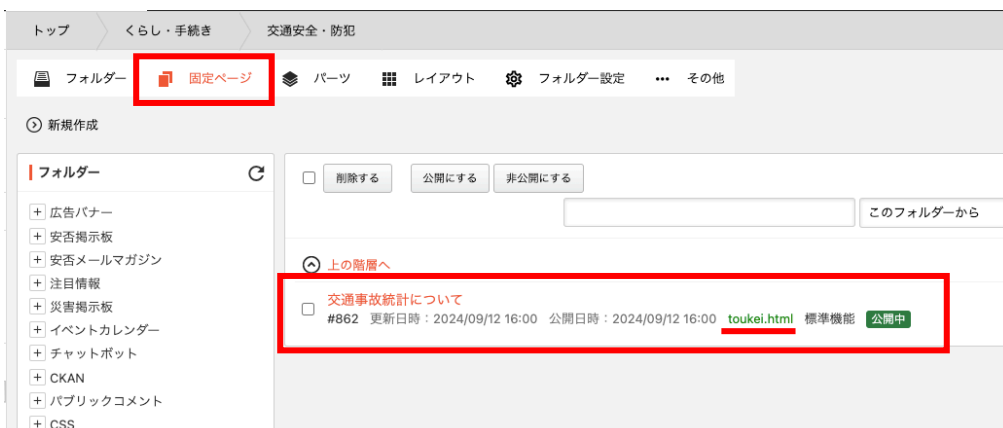 トップ くらし・手続き 交通安全・防犯
フォルダー 固定ページ パーツ レイアウト フォルダー設定 その他
新規作成
フォルダー
広告バナー
安否掲示板
安否メールマガジン
注目情報
災害掲示板
イベントカレンダー
チャットボット
CKAN
パブリックコメント
CSS
削除する 公開にする 非公開にする
このフォルダーから
上の階層へ
交通事故統計について
#862 更新日時：2024/09/12 16:00 公開日時：2024/09/12 16:00 toukei.html 標準機能 公開中